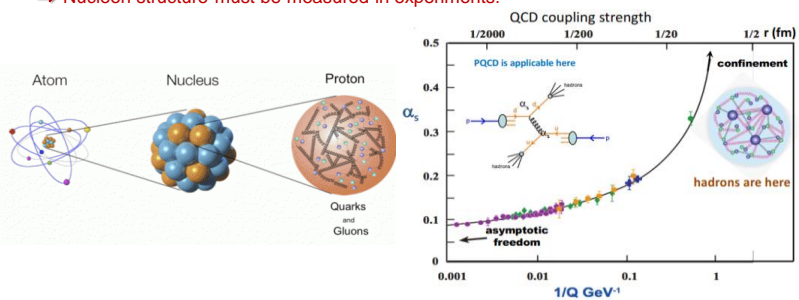 Nucleon structure must be measured in experiments.
QCD coupling strength
1/2000 1/200 1/20 1/2 r (fm)
Atom
Nucleus
Proton
Quarks
and
Gluons
0.5
0.4
0.3
0.2
0.1
0
αs
PQCD is applicable here
confinement
hadrons
αs
p
p
hadrons
hadrons are here
asymptotic
freedom
0.001 0.01 0.1 1
1/Q GeV⁻¹